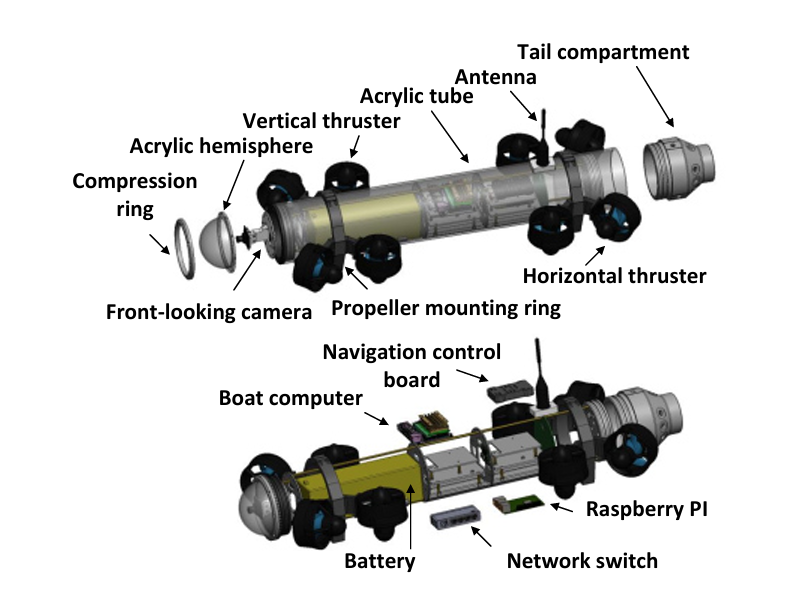 Tail compartment
Antenna
Acrylic tube
Vertical thruster
Acrylic hemisphere
Compression
ring
Horizontal thruster
Front-looking camera
Propeller mounting ring
Navigation control
board
Boat computer
Raspberry PI
Battery
Network switch